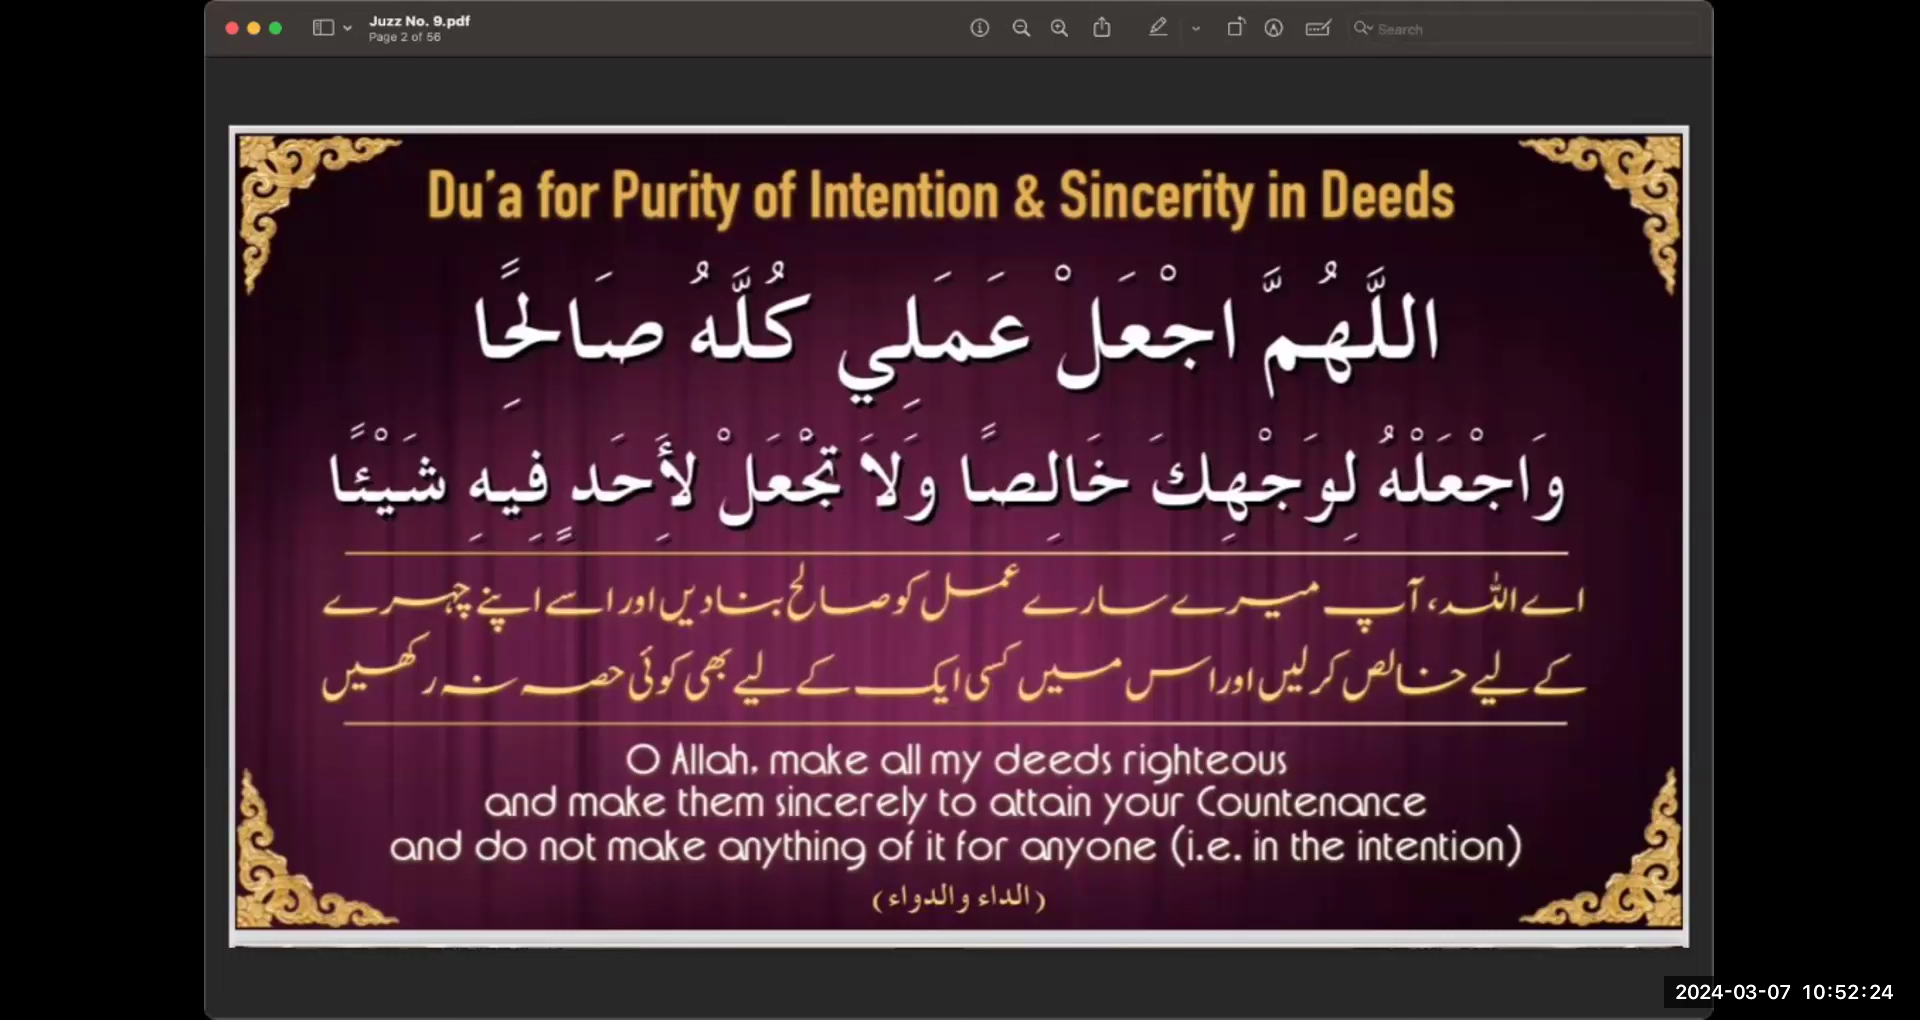 Juzz No. 9.pdf
Page 2 of 56
Search
Du'a for Purity of Intention & Sincerity in Deeds
اللَّهُمَّ اجْعَلْ عَمَلِي كُلَّهُ صَالِحًا
وَاجْعَلْهُ لِوَجْهِكَ خَالِصًا وَلاَ تَجْعَلْ لأَحَدٍ فِيهِ شَيْئًا
اے اللہ، آپ میرے سارے عمل کو صالح بنادیں اور اسے اپنے چہرے
کے لیے خالص کرلیں اور اس میں کسی ایک کے لیے بھی کوئی حصہ نہ رکھیں
O Allah, make all my deeds righteous
and make them sincerely to attain your Countenance
and do not make anything of it for anyone (i.e. in the intention)
(الداء والدواء)
2024-03-07 10:52:24